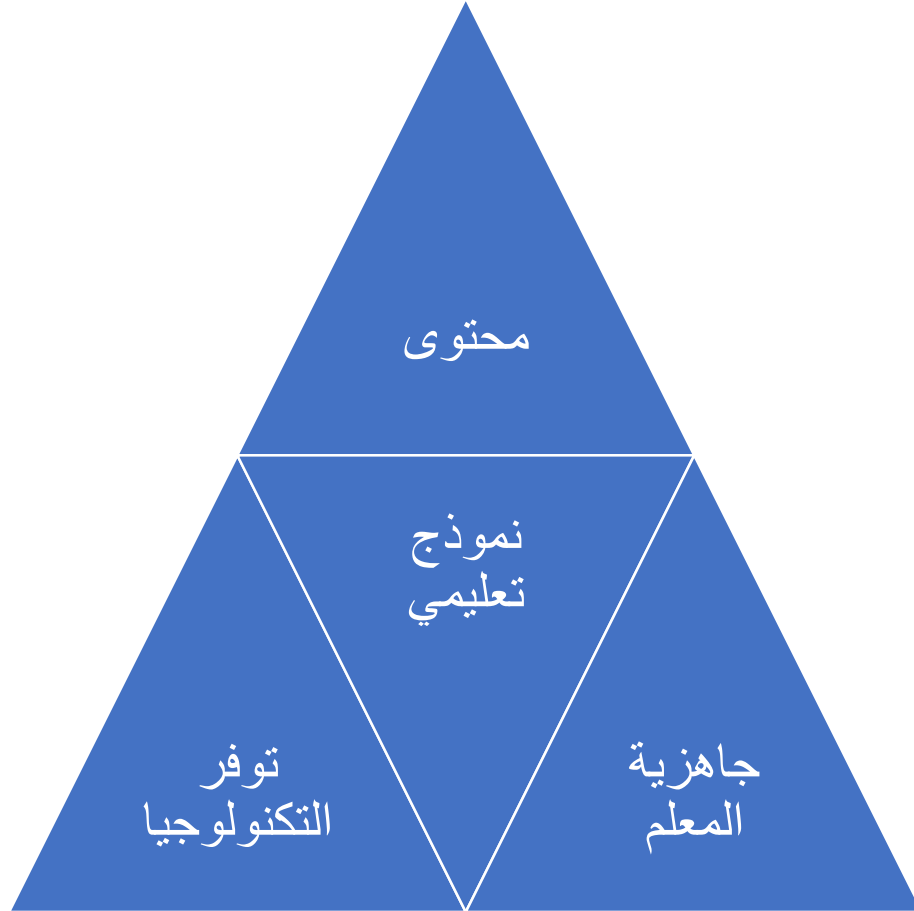 محتوى
نموذج
تعليمي
جاهزية
المعلم
توفر
التكنولوجيا